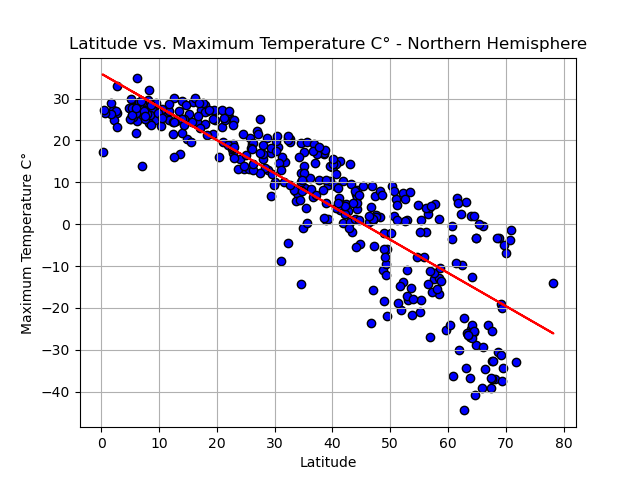 Latitude vs. Maximum Temperature C° - Northern Hemisphere
30
20
10
0
−10
−20
−30
−40
Maximum Temperature C°
0 10 20 30 40 50 60 70 80
Latitude